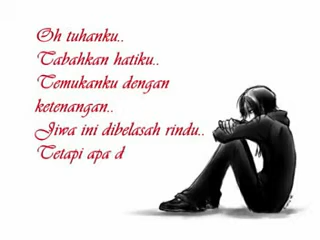 Oh tuhanku..
Tabahkan hatiku..
Temukanku dengan
ketenangan..
Jiwa ini dibelasah rindu..
Tetapi apa d